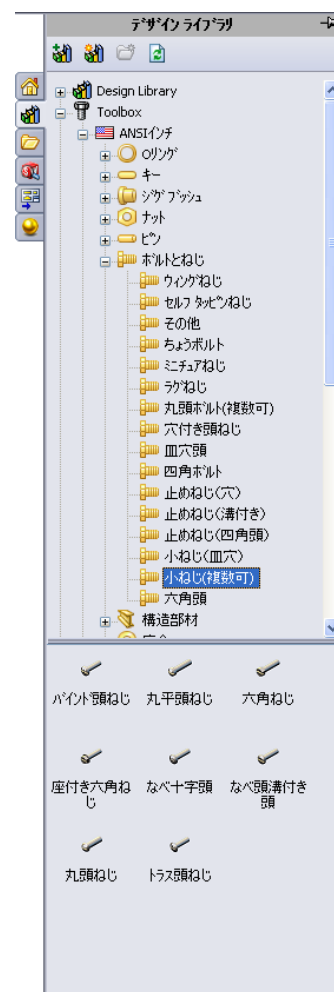 デザイン ライブラリ
Design Library
Toolbox
ANSIインチ
Oリング
キー
ジグ ブッシュ
ナット
ピン
ボルトとねじ
ウィングねじ
セルフ タッピンねじ
その他
ちょうボルト
ミニチュアねじ
ラグねじ
丸頭ボルト(複数可)
穴付き頭ねじ
皿穴頭
四角ボルト
止めねじ(穴)
止めねじ(溝付き)
止めねじ(四角頭)
小ねじ(皿穴)
小ねじ(複数可)
六角頭
構造部材
バインド頭ねじ
丸平頭ねじ
六角ねじ
座付き六角ね
じ
なべ十字頭
なべ頭溝付き
頭
丸頭ねじ
トラス頭ねじ